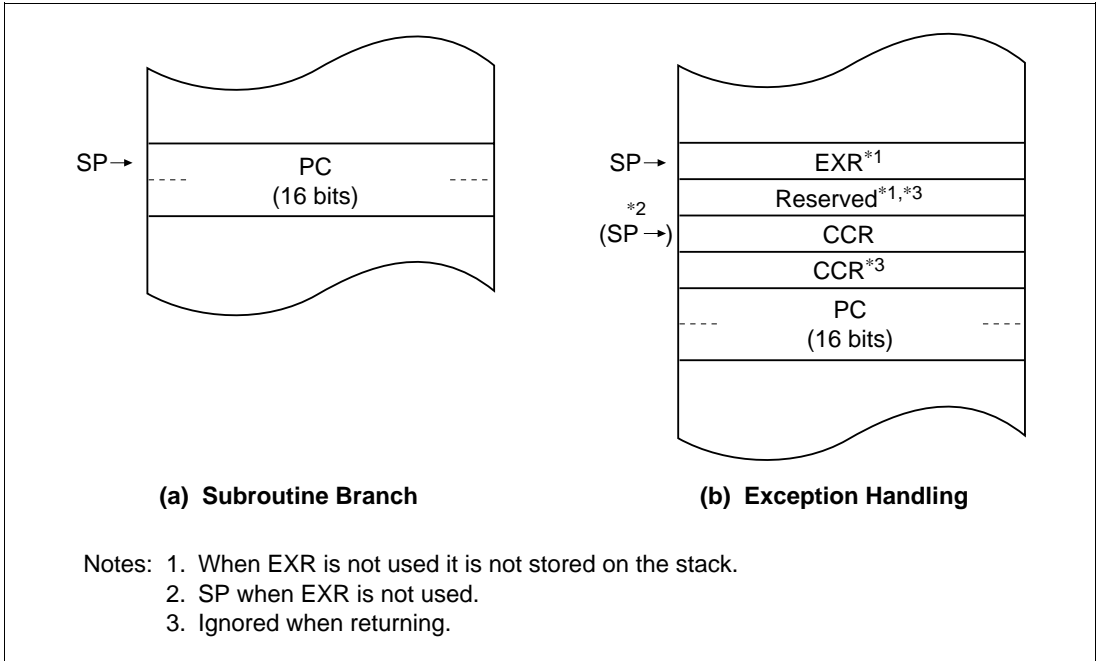 SP→
PC
(16 bits)
(a) Subroutine Branch
SP→
*2
(SP→)
EXR*1
Reserved*1,*3
CCR
CCR*3
PC
(16 bits)
(b) Exception Handling
Notes: 1. When EXR is not used it is not stored on the stack.
2. SP when EXR is not used.
3. Ignored when returning.